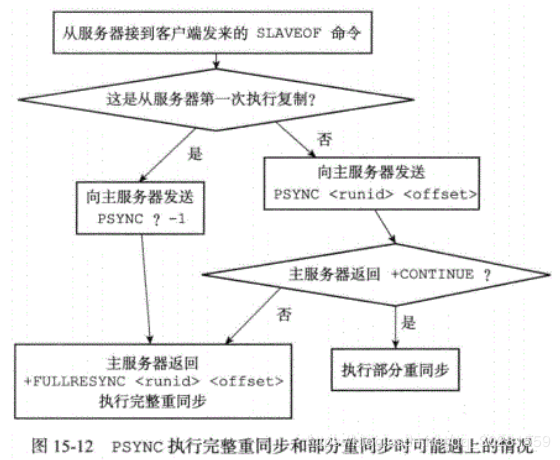 从服务器接到客户端发来的 SLAVEOF 命令
这是从服务器第一次执行复制？
是
否
向主服务器发送
PSYNC ? -1
向主服务器发送
PSYNC <runid> <offset>
主服务器返回 +CONTINUE ?
否
是
主服务器返回
+FULLRESYNC <runid> <offset>
执行完整重同步
执行部分重同步
图 15-12 PSYNC 执行完整重同步和部分重同步时可能遇上的情况